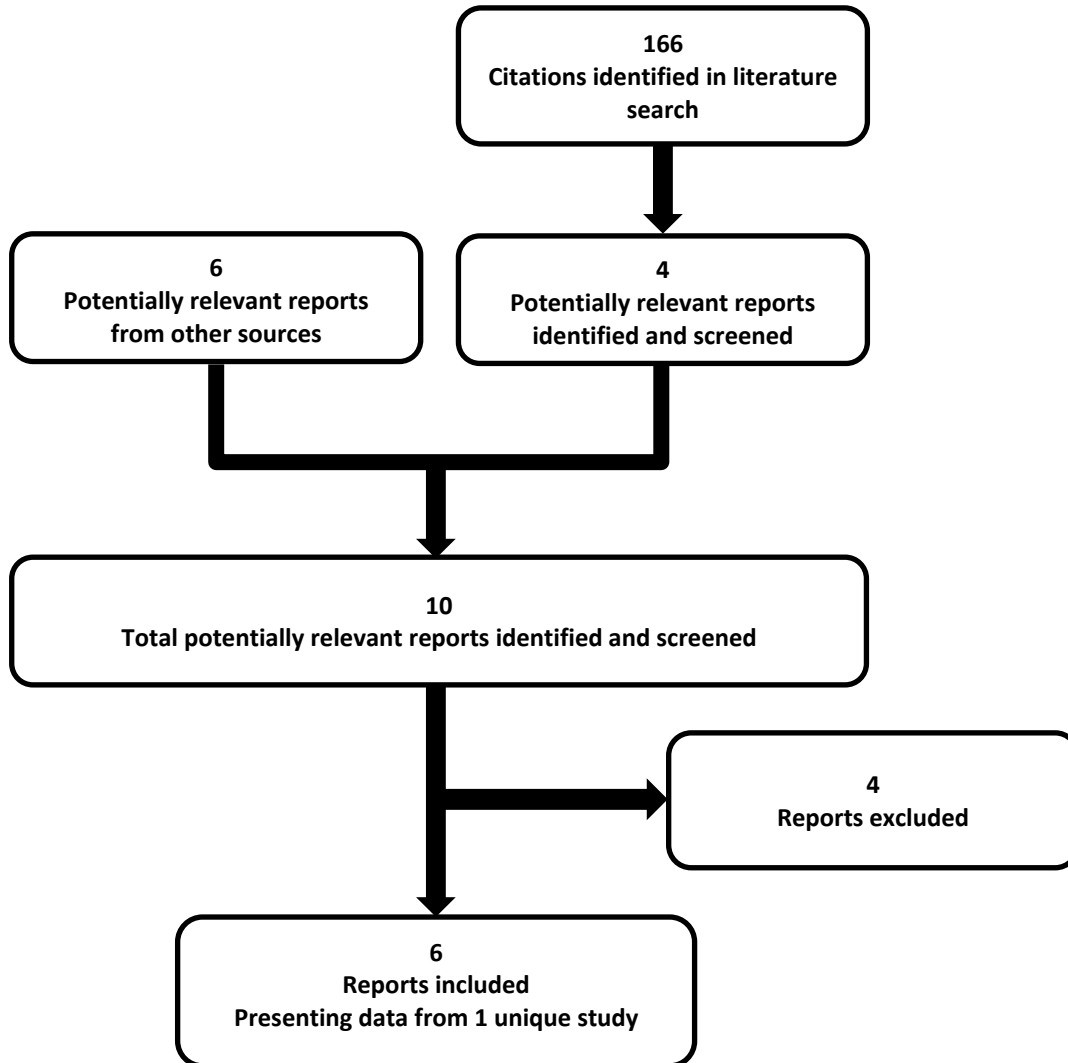 166
Citations identified in literature
search
6
Potentially relevant reports
from other sources
4
Potentially relevant reports
identified and screened
10
Total potentially relevant reports identified and screened
4
Reports excluded
6
Reports included
Presenting data from 1 unique study